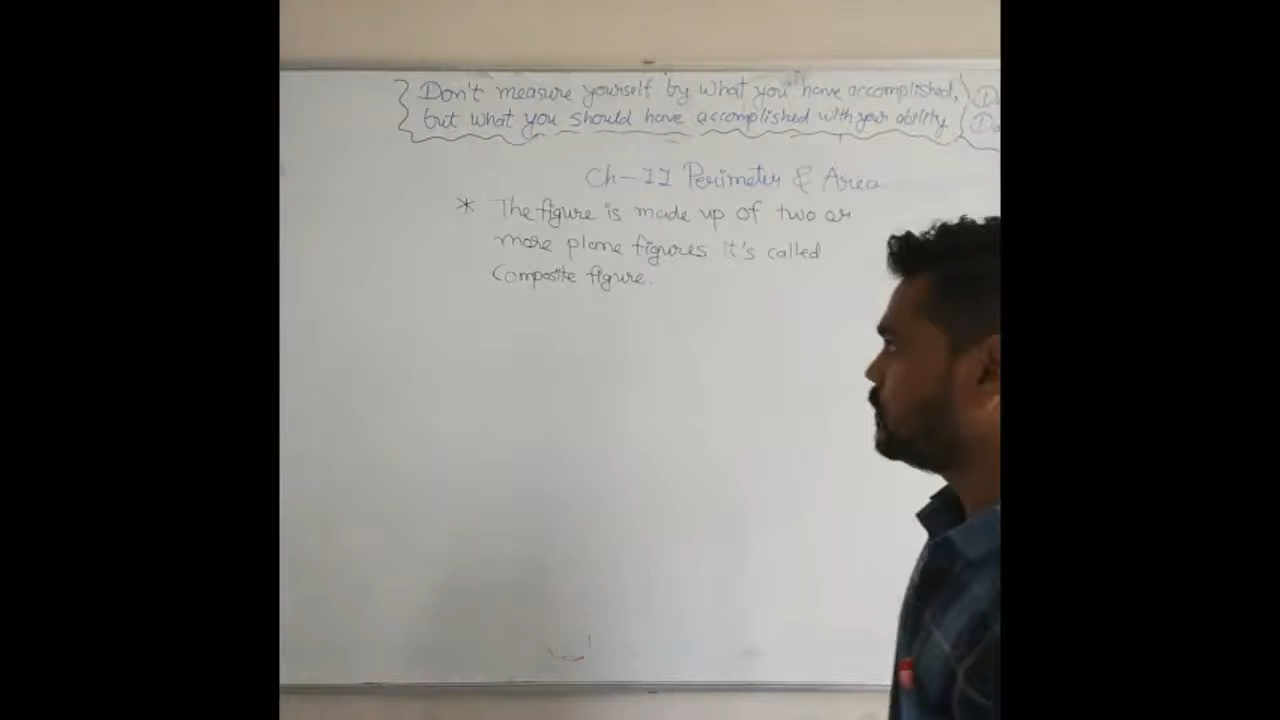 Don't measure yourself by what you have accomplished,
but what you should have accomplished with your ability
Ch-11 Perimeter & Area
* The figure is made up of two or
more plane figures it's called
Composite figure.